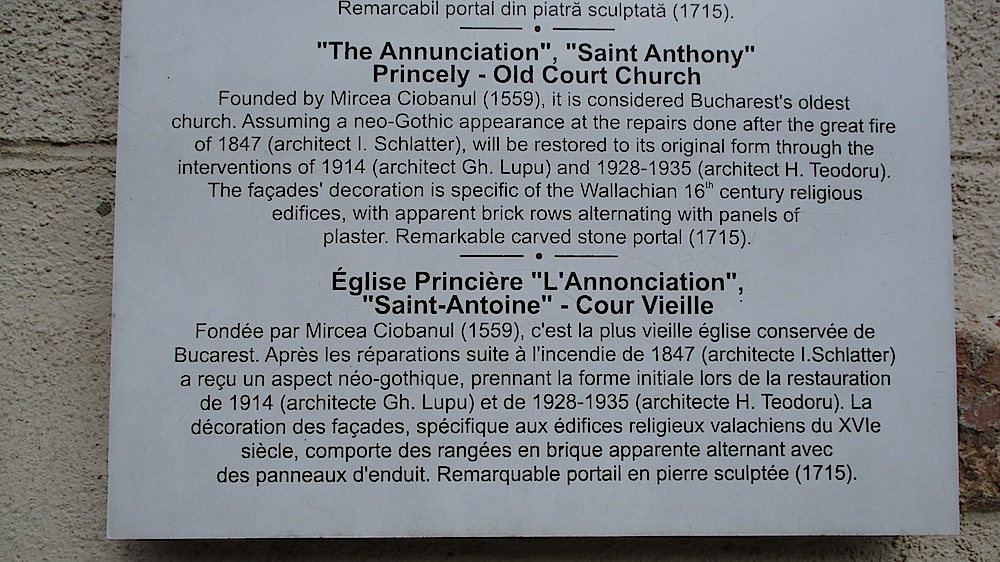 Remarcabil portal din piatră sculptată (1715).
"The Annunciation", "Saint Anthony"
Princely - Old Court Church
Founded by Mircea Ciobanul (1559), it is considered Bucharest's oldest
church. Assuming a neo-Gothic appearance at the repairs done after the great fire
of 1847 (architect I. Schlatter), will be restored to its original form through the
interventions of 1914 (architect Gh. Lupu) and 1928-1935 (architect H. Teodoru).
The façades' decoration is specific of the Wallachian 16th century religious
edifices, with apparent brick rows alternating with panels of
plaster. Remarkable carved stone portal (1715).
Église Princière "L'Annonciation",
"Saint-Antoine" - Cour Vieille
Fondée par Mircea Ciobanul (1559), c'est la plus vieille église conservée de
Bucarest. Après les réparations suite à l'incendie de 1847 (architecte I.Schlatter)
a reçu un aspect néo-gothique, prennant la forme initiale lors de la restauration
de 1914 (architecte Gh. Lupu) et de 1928-1935 (architecte H. Teodoru). La
décoration des façades, spécifique aux édifices religieux valachiens du XVIe
siècle, comporte des rangées en brique apparente alternant avec
des panneaux d'enduit. Remarquable portail en pierre sculptée (1715).